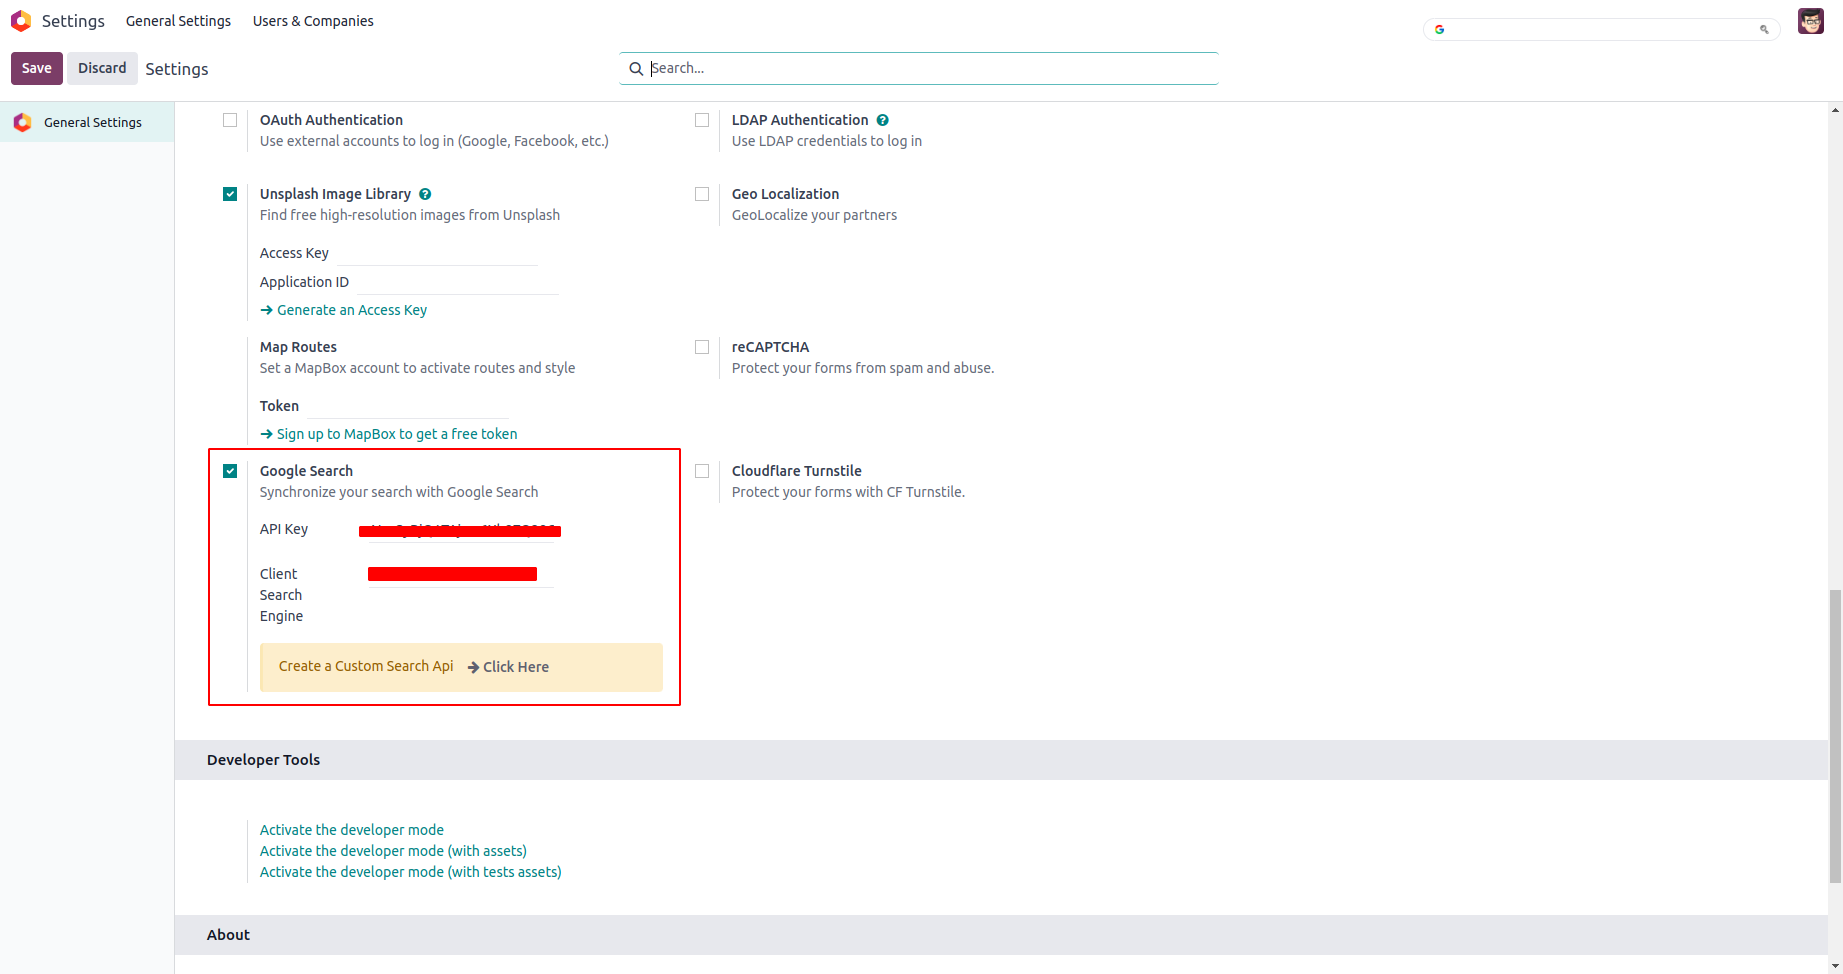 Settings General Settings Users & Companies
Save Discard Settings Search...
General Settings
OAuth Authentication
Use external accounts to log in (Google, Facebook, etc.)
LDAP Authentication ?
Use LDAP credentials to log in
Unsplash Image Library ?
Find free high-resolution images from Unsplash
Geo Localization
GeoLocalize your partners
Access Key
Application ID
Generate an Access Key
Map Routes
Set a MapBox account to activate routes and style
reCAPTCHA
Protect your forms from spam and abuse.
Token
Sign up to MapBox to get a free token
Google Search
Synchronize your search with Google Search
Cloudflare Turnstile
Protect your forms with CF Turnstile.
API Key
Client
Search
Engine
Create a Custom Search Api Click Here
Developer Tools
Activate the developer mode
Activate the developer mode (with assets)
Activate the developer mode (with tests assets)
About